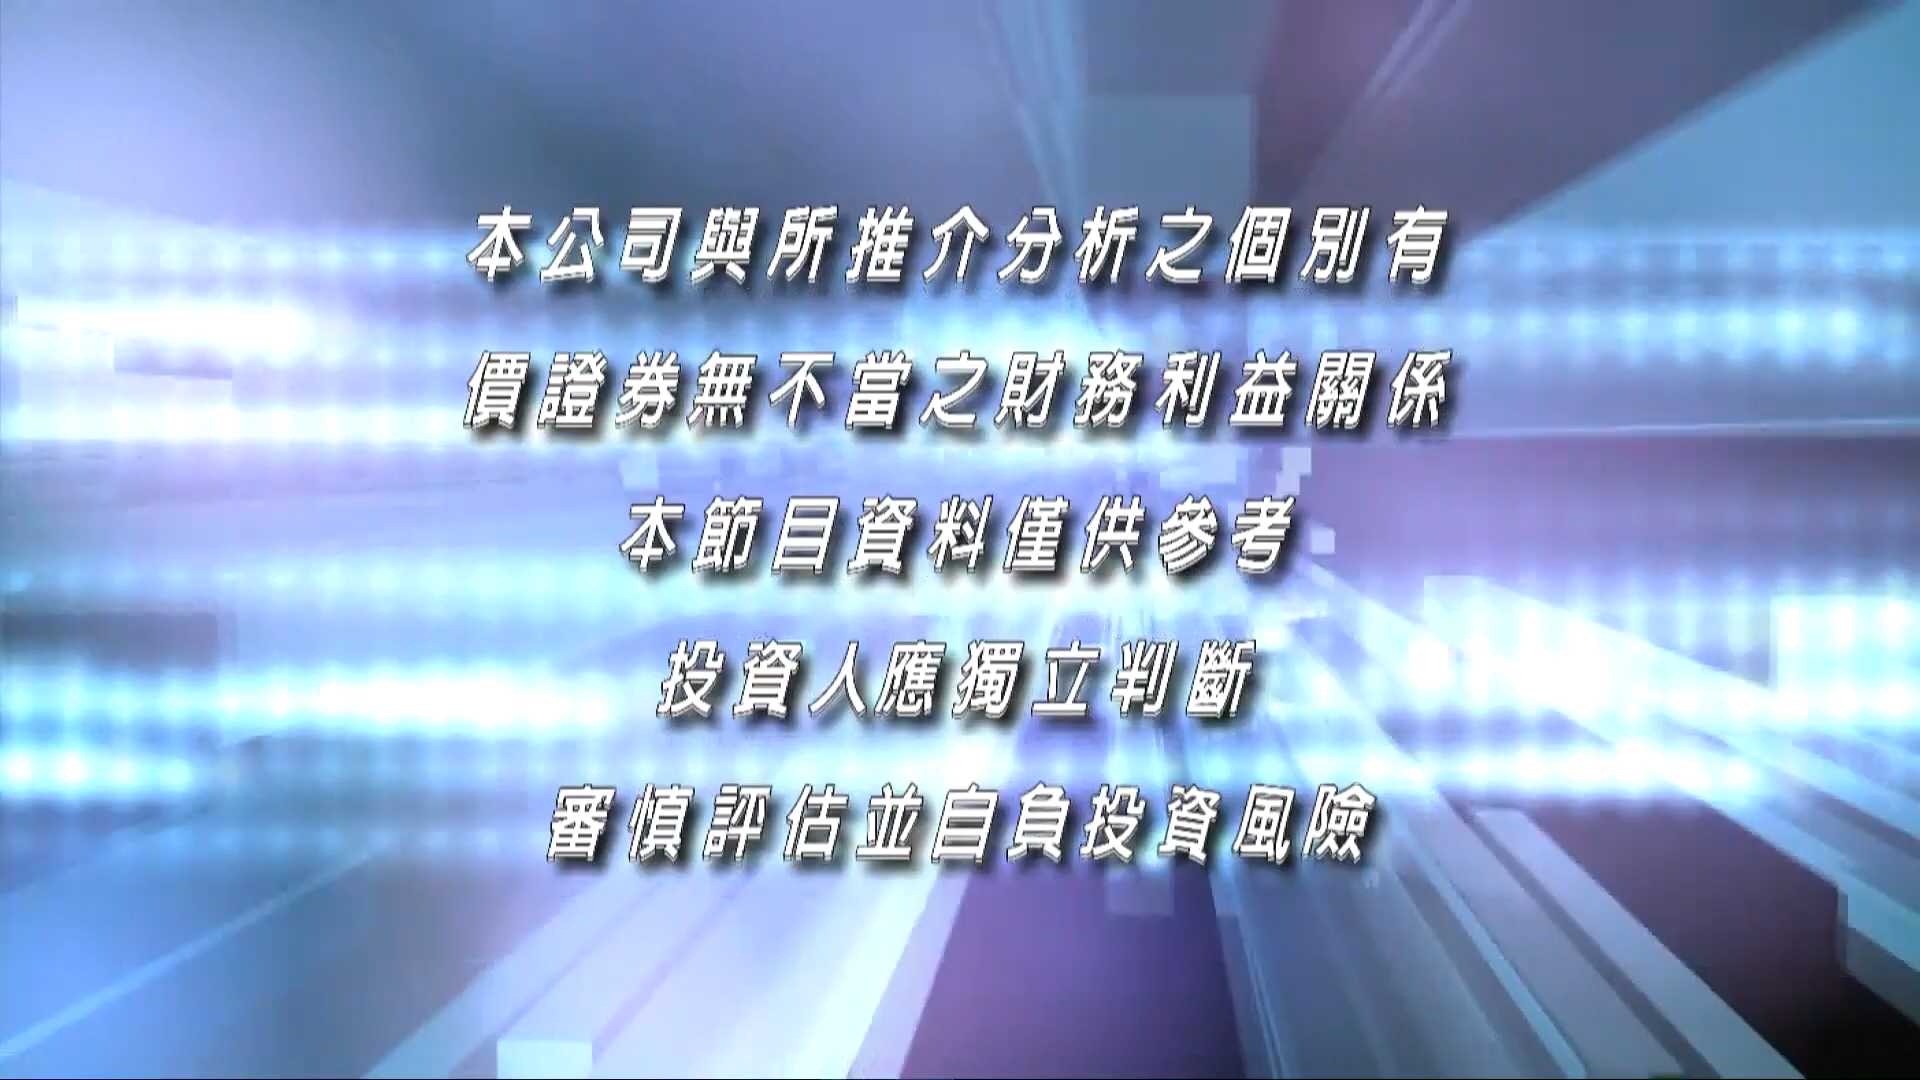 本公司與所推介分析之個別有
價證券無不當之財務利益關係
本節目資料僅供參考
投資人應獨立判斷
審慎評估並自負投資風險